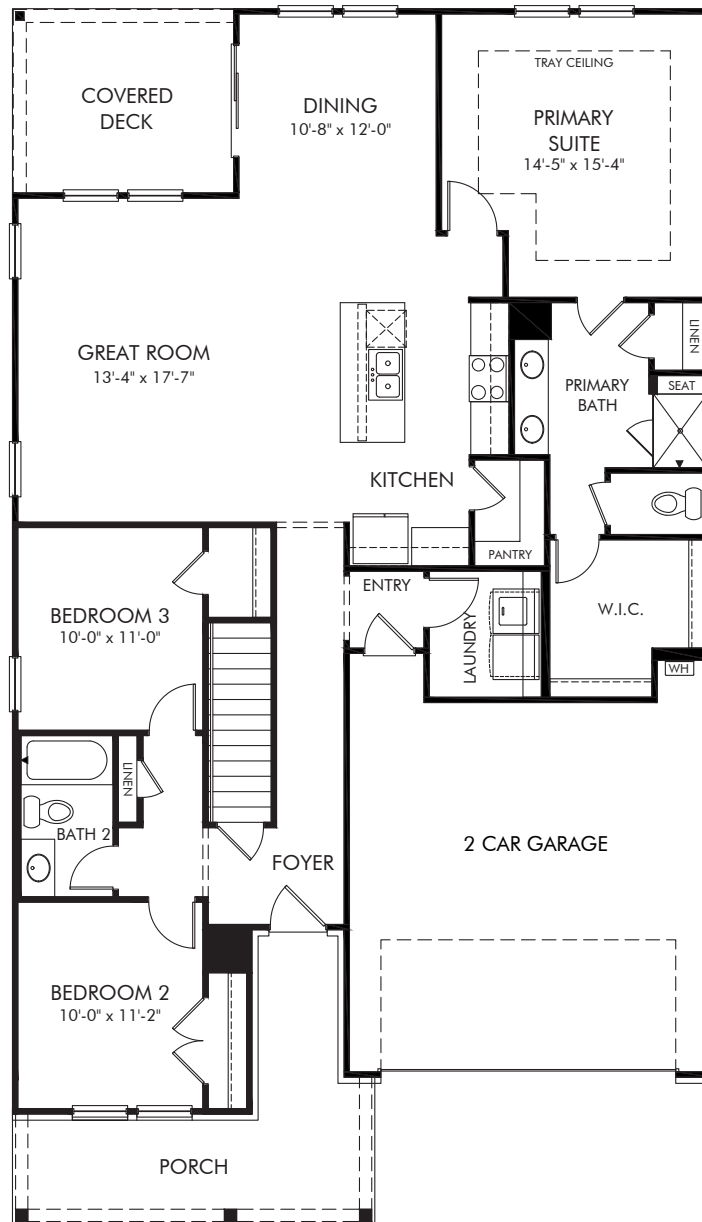 TRAY CEILING
COVERED
DECK
DINING
10'-8" x 12'-0"
PRIMARY
SUITE
14'-5" x 15'-4"
GREAT ROOM
13'-4" x 17'-7"
LINEN
SEAT
PRIMARY
BATH
KITCHEN
PANTRY
ENTRY
LAUNDRY
W.I.C.
WH
BEDROOM 3
10'-0" x 11'-0"
LINEN
BATH 2
FOYER
2 CAR GARAGE
BEDROOM 2
10'-0" x 11'-2"
PORCH